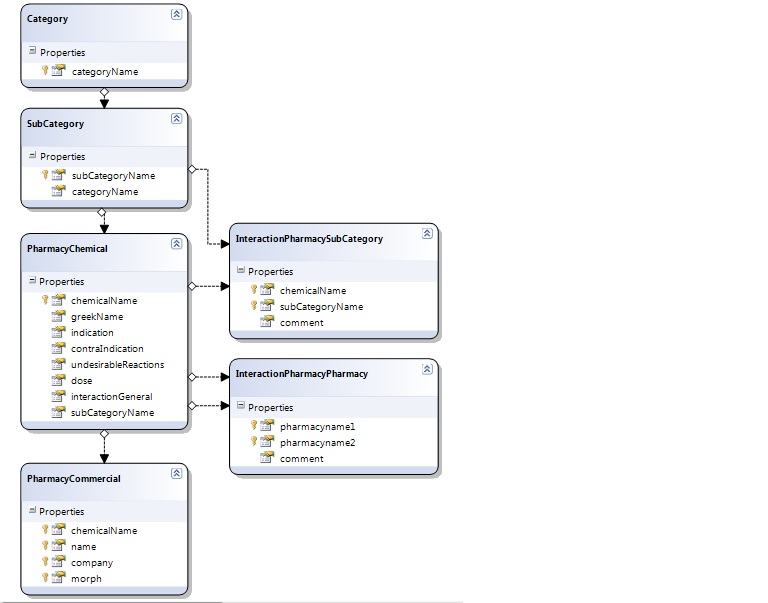 Category
Properties
categoryName
SubCategory
Properties
subCategoryName
categoryName
PharmacyChemical
Properties
chemicalName
greekName
indication
contraIndication
undesirableReactions
dose
interactionGeneral
subCategoryName
InteractionPharmacySubCategory
Properties
chemicalName
subCategoryName
comment
InteractionPharmacyPharmacy
Properties
pharmacyname1
pharmacyname2
comment
PharmacyCommercial
Properties
chemicalName
name
company
morph